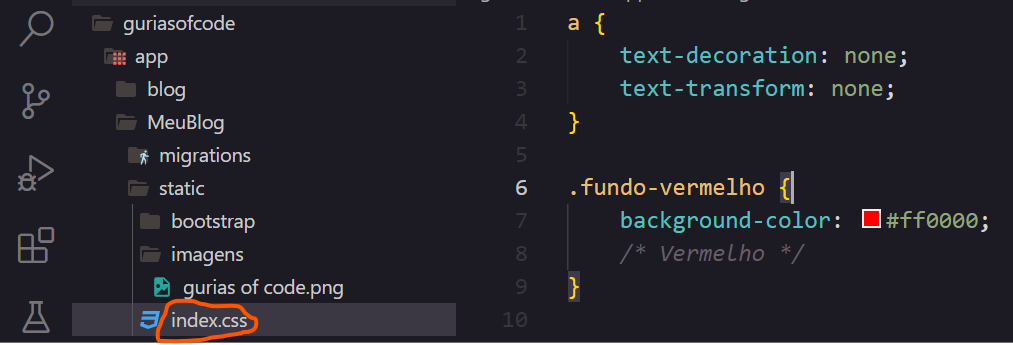 guriasofcode
app
blog
MeuBlog
migrations
static
bootstrap
imagens
gurias of code.png
index.css
1 a {
2 text-decoration: none;
3 text-transform: none;
4 }
5
6 .fundo-vermelho {
7 background-color: #ff0000;
8 /* Vermelho */
9 }
10